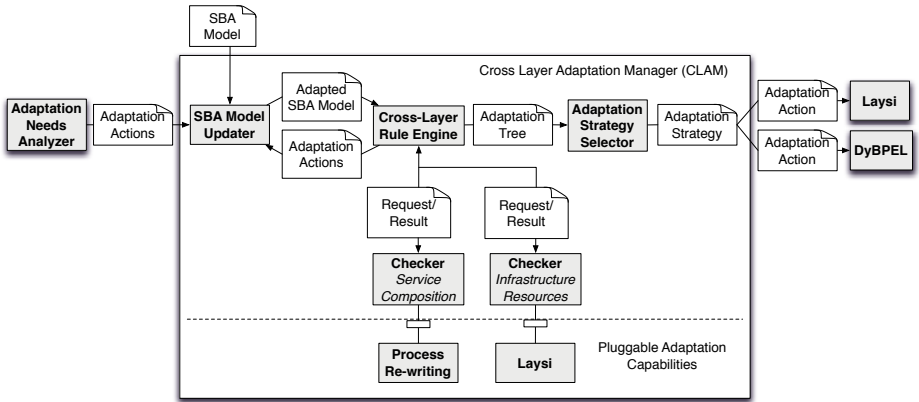 SBA
Model
Cross Layer Adaptation Manager (CLAM)
Adaptation
Needs
Analyzer
Adaptation
Actions
SBA Model
Updater
Adapted
SBA Model
Adaptation
Actions
Cross-Layer
Rule Engine
Adaptation
Tree
Adaptation
Strategy
Selector
Adaptation
Strategy
Adaptation
Action
Laysi
Adaptation
Action
DyBPEL
Request/
Result
Request/
Result
Checker
Service
Composition
Checker
Infrastructure
Resources
Process
Re-writing
Laysi
Pluggable Adaptation
Capabilities